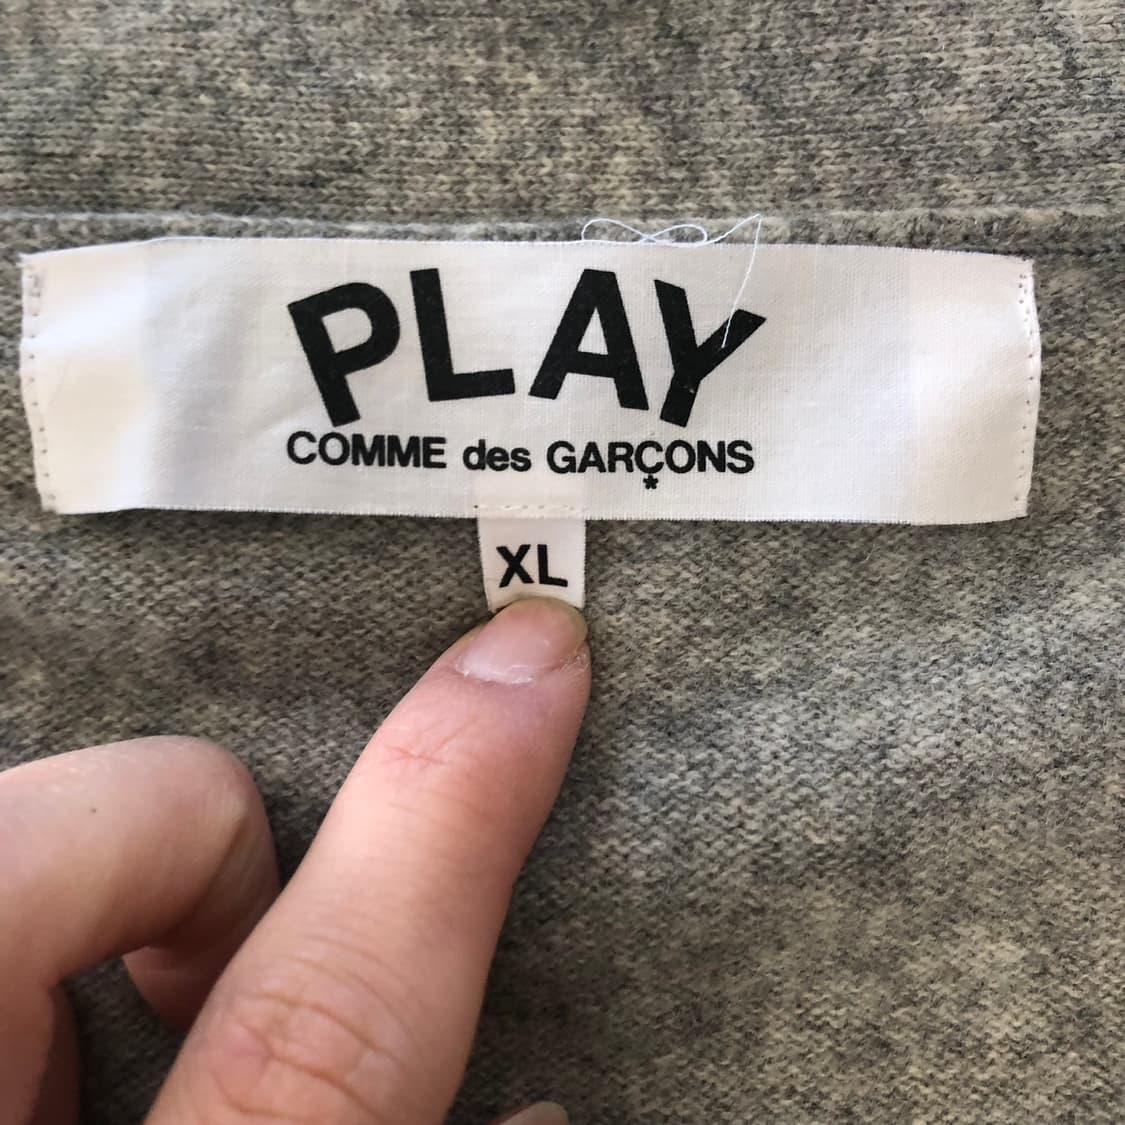 PLAY
COMME des GARÇONS
*
XL